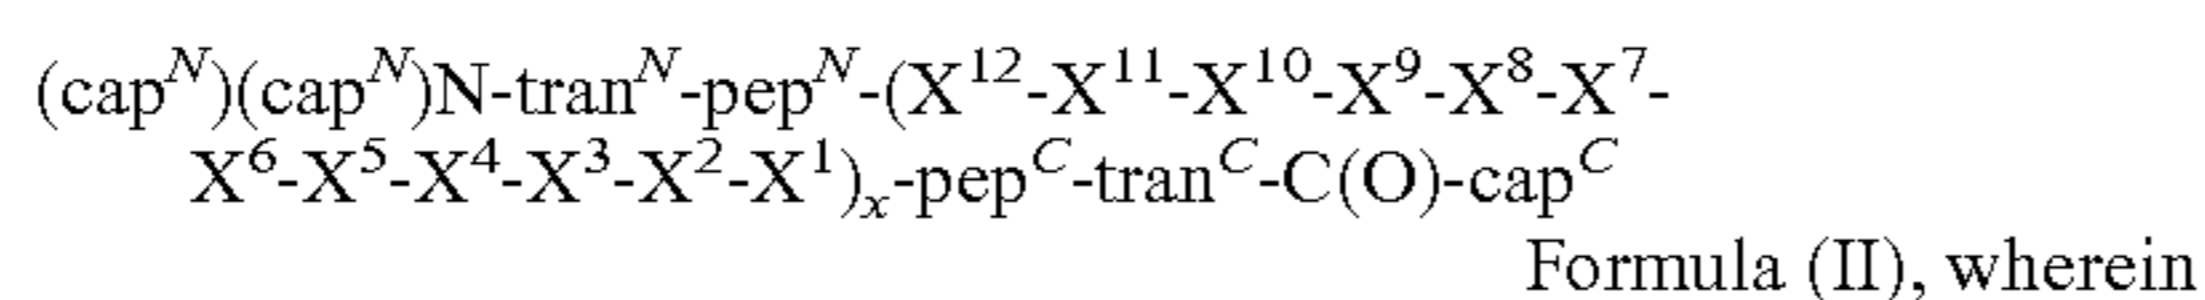 (cap^N)(cap^N)N-tran^N-pep^N-(X^12-X^11-X^10-X^9-X^8-X^7-
X^6-X^5-X^4-X^3-X^2-X^1)_x-pep^C-tran^C-C(O)-cap^C
Formula (II), wherein